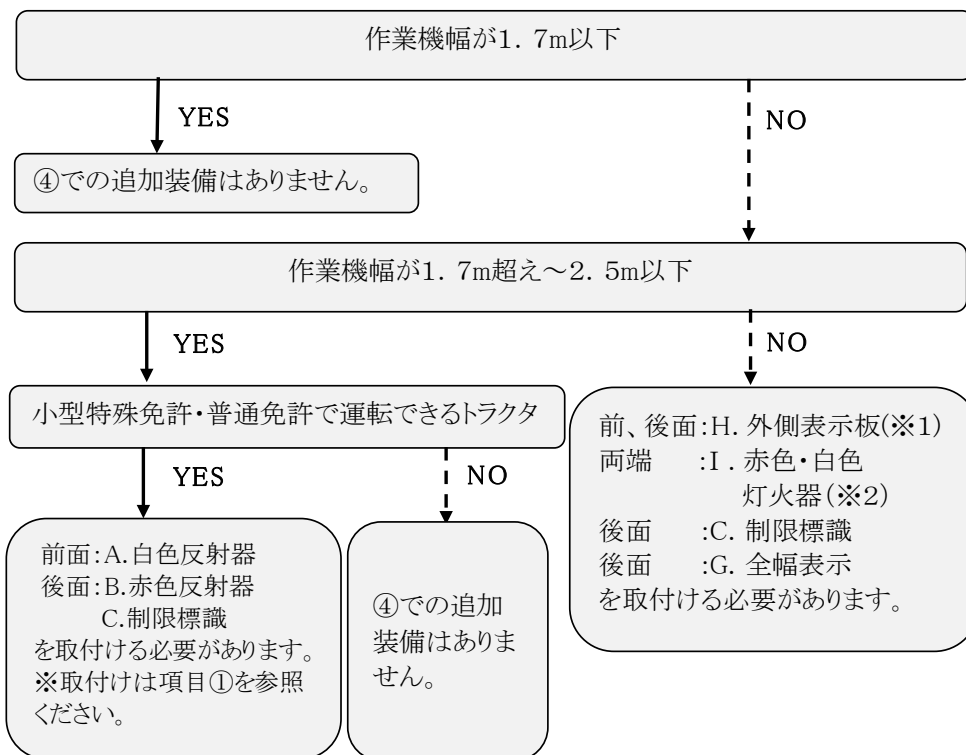 作業機幅が1．7m以下
YES
NO
④での追加装備はありません。
作業機幅が1．7m超え～2．5m以下
YES
NO
小型特殊免許・普通免許で運転できるトラクタ
YES
NO
前面:A.白色反射器
後面:B.赤色反射器
C.制限標識
を取付ける必要があります。
※取付けは項目①を参照
ください。
④での追加
装備はありま
せん。
前、後面:H. 外側表示板(※1)
両端　　:I . 赤色・白色
灯火器(※2)
後面　　:C. 制限標識
後面　　:G. 全幅表示
を取付ける必要があります。